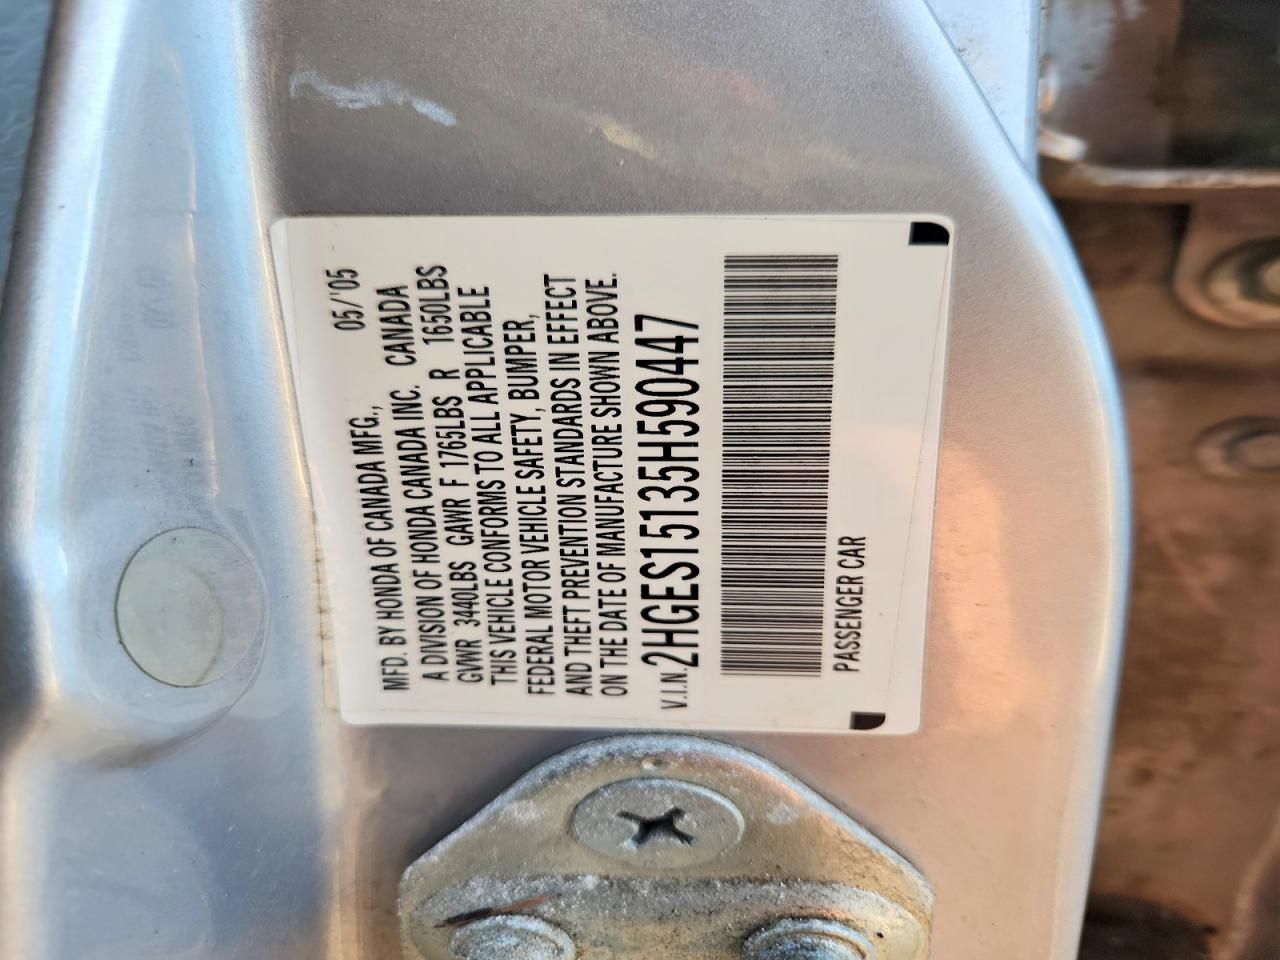 05/'05
MFD. BY HONDA OF CANADA MFG.,
A DIVISION OF HONDA CANADA INC. CANADA
GVWR 3440LBS GAWR F 1765LBS R 1650LBS
THIS VEHICLE CONFORMS TO ALL APPLICABLE
FEDERAL MOTOR VEHICLE SAFETY, BUMPER,
AND THEFT PREVENTION STANDARDS IN EFFECT
ON THE DATE OF MANUFACTURE SHOWN ABOVE.
V.I.N. 2HGES15135H590447
PASSENGER CAR